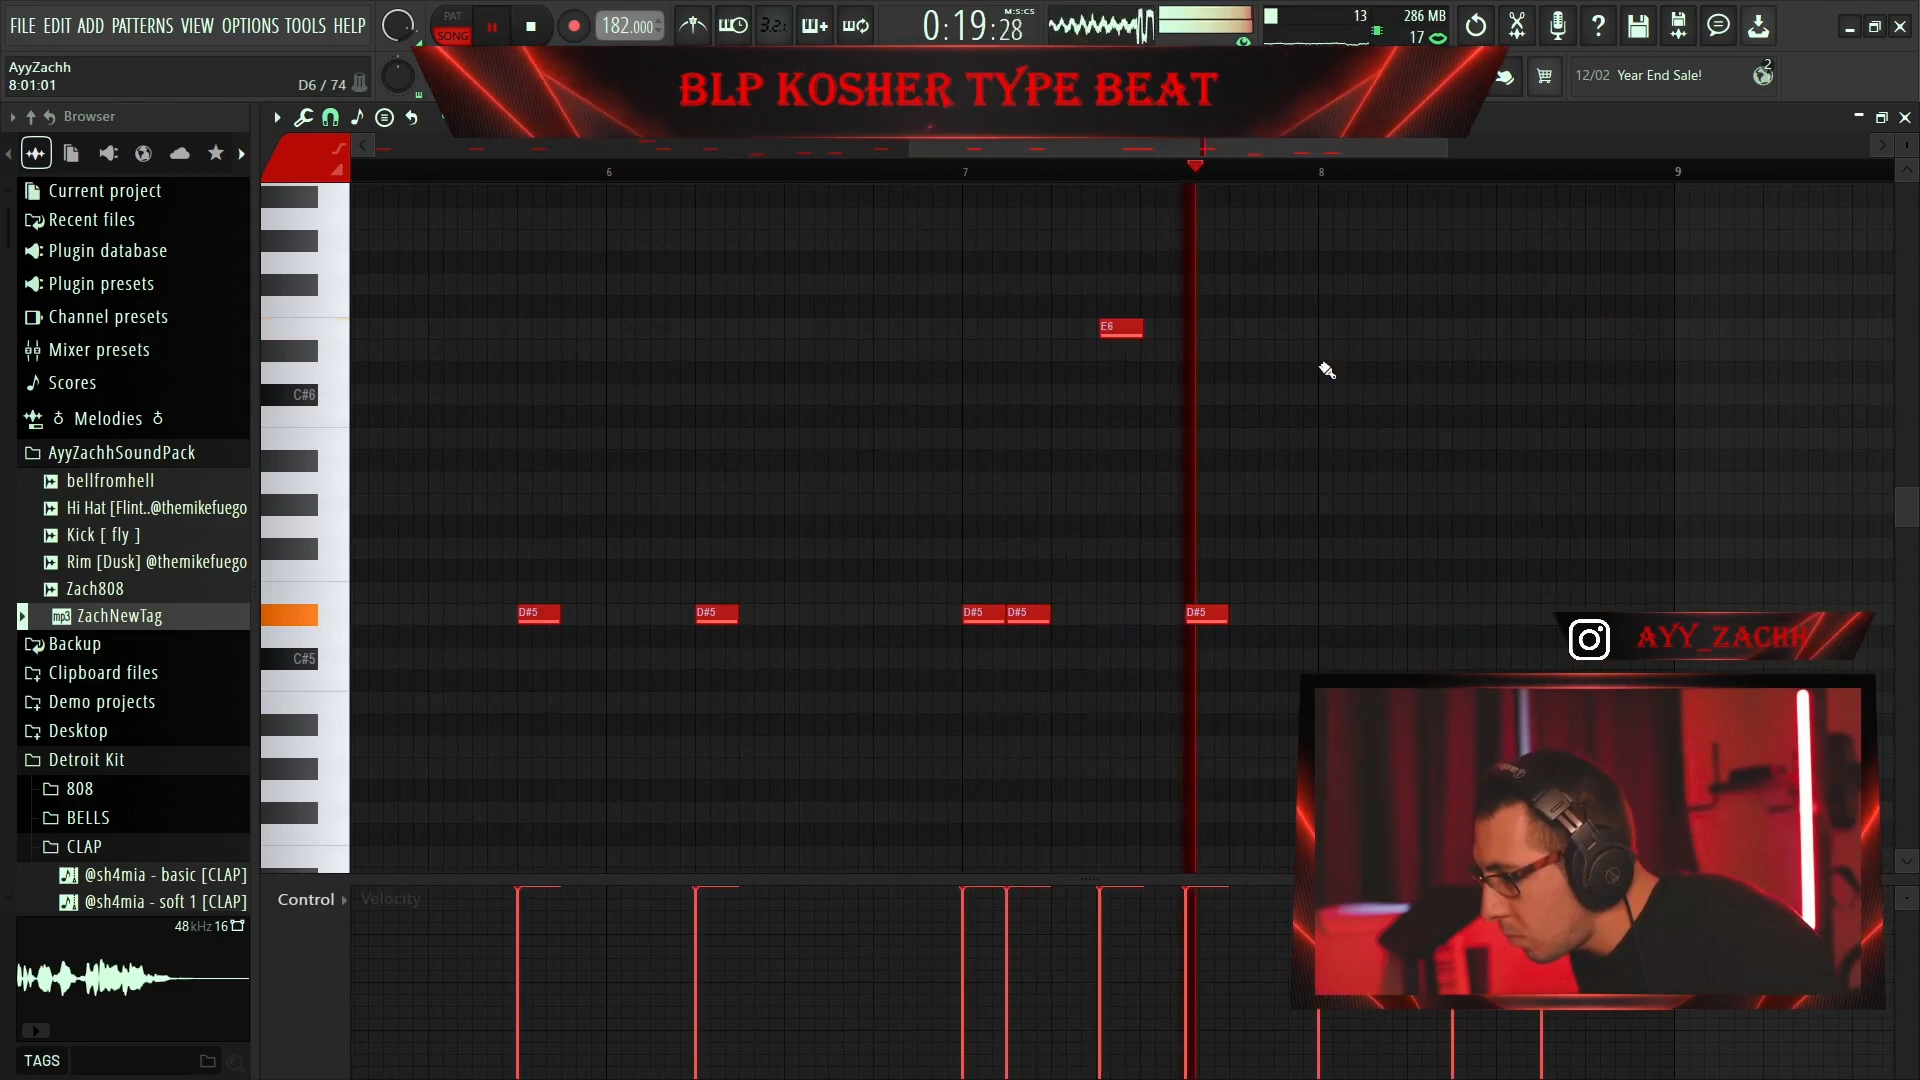 FILE EDIT ADD PATTERNS VIEW OPTIONS TOOLS HELP
PAT
SONG
182.000
3.2.
0:19:28
M:S:CS
13
286 MB
17
AyyZachh
8:01:01
D6 / 74
BLP KOSHER TYPE BEAT
12/02 Year End Sale!
2
Browser
6
7
8
9
Current project
Recent files
Plugin database
Plugin presets
Channel presets
Mixer presets
Scores
Melodies
AyyZachhSoundPack
bellfromhell
Hi Hat [Flint..@themikefuego
Kick [ fly ]
Rim [Dusk] @themikefuego
Zach808
mp3 ZachNewTag
Backup
Clipboard files
Demo projects
Desktop
Detroit Kit
808
BELLS
CLAP
@sh4mia - basic [CLAP]
@sh4mia - soft 1 [CLAP]
48kHz 16
TAGS
E6
C#6
D#5
D#5
D#5
D#5
D#5
C#5
AYY_ZACHH
Control
Velocity